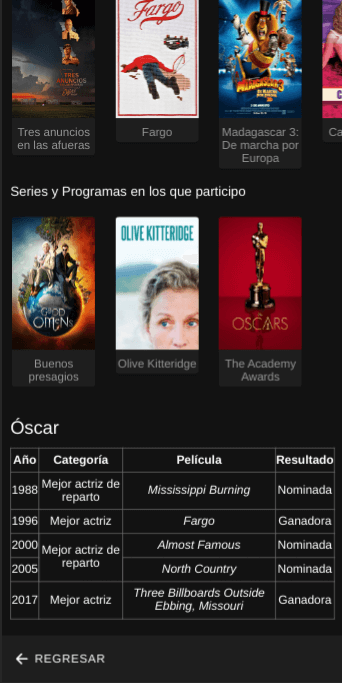 TRES
ANUNCIOS
Fargo
MADAGASCAR 3
Tres anuncios
en las afueras
Fargo
Madagascar 3:
De marcha por
Europa
Ca
Series y Programas en los que participo
GOOD
OMENS
OLIVE KITTERIDGE
OSCARS
Buenos
presagios
Olive Kitteridge
The Academy
Awards
Óscar
Año Categoría Película Resultado
1988 Mejor actriz de
reparto Mississippi Burning Nominada
1996 Mejor actriz Fargo Ganadora
2000 Mejor actriz de
reparto Almost Famous Nominada
2005 North Country Nominada
2017 Mejor actriz Three Billboards Outside
Ebbing, Missouri Ganadora
← REGRESAR